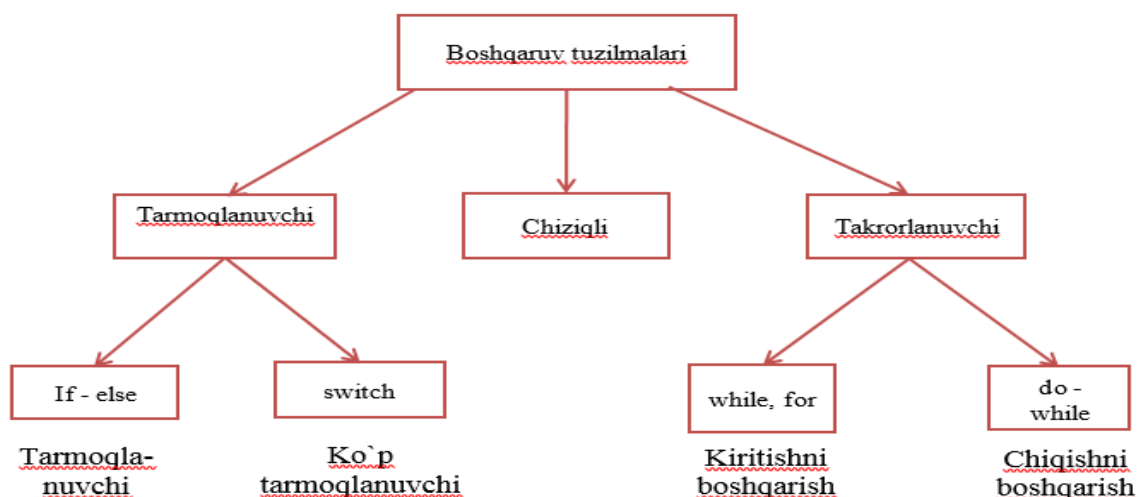 Boshqaruv tuzilmalari
Tarmoqlanuvchi
Chiziqli
Takrorlanuvchi
If - else
switch
while, for
do -
while
Tarmoqla-
nuvchi
Ko`p
tarmoqlanuvchi
Kiritishni
boshqarish
Chiqishni
boshqarish